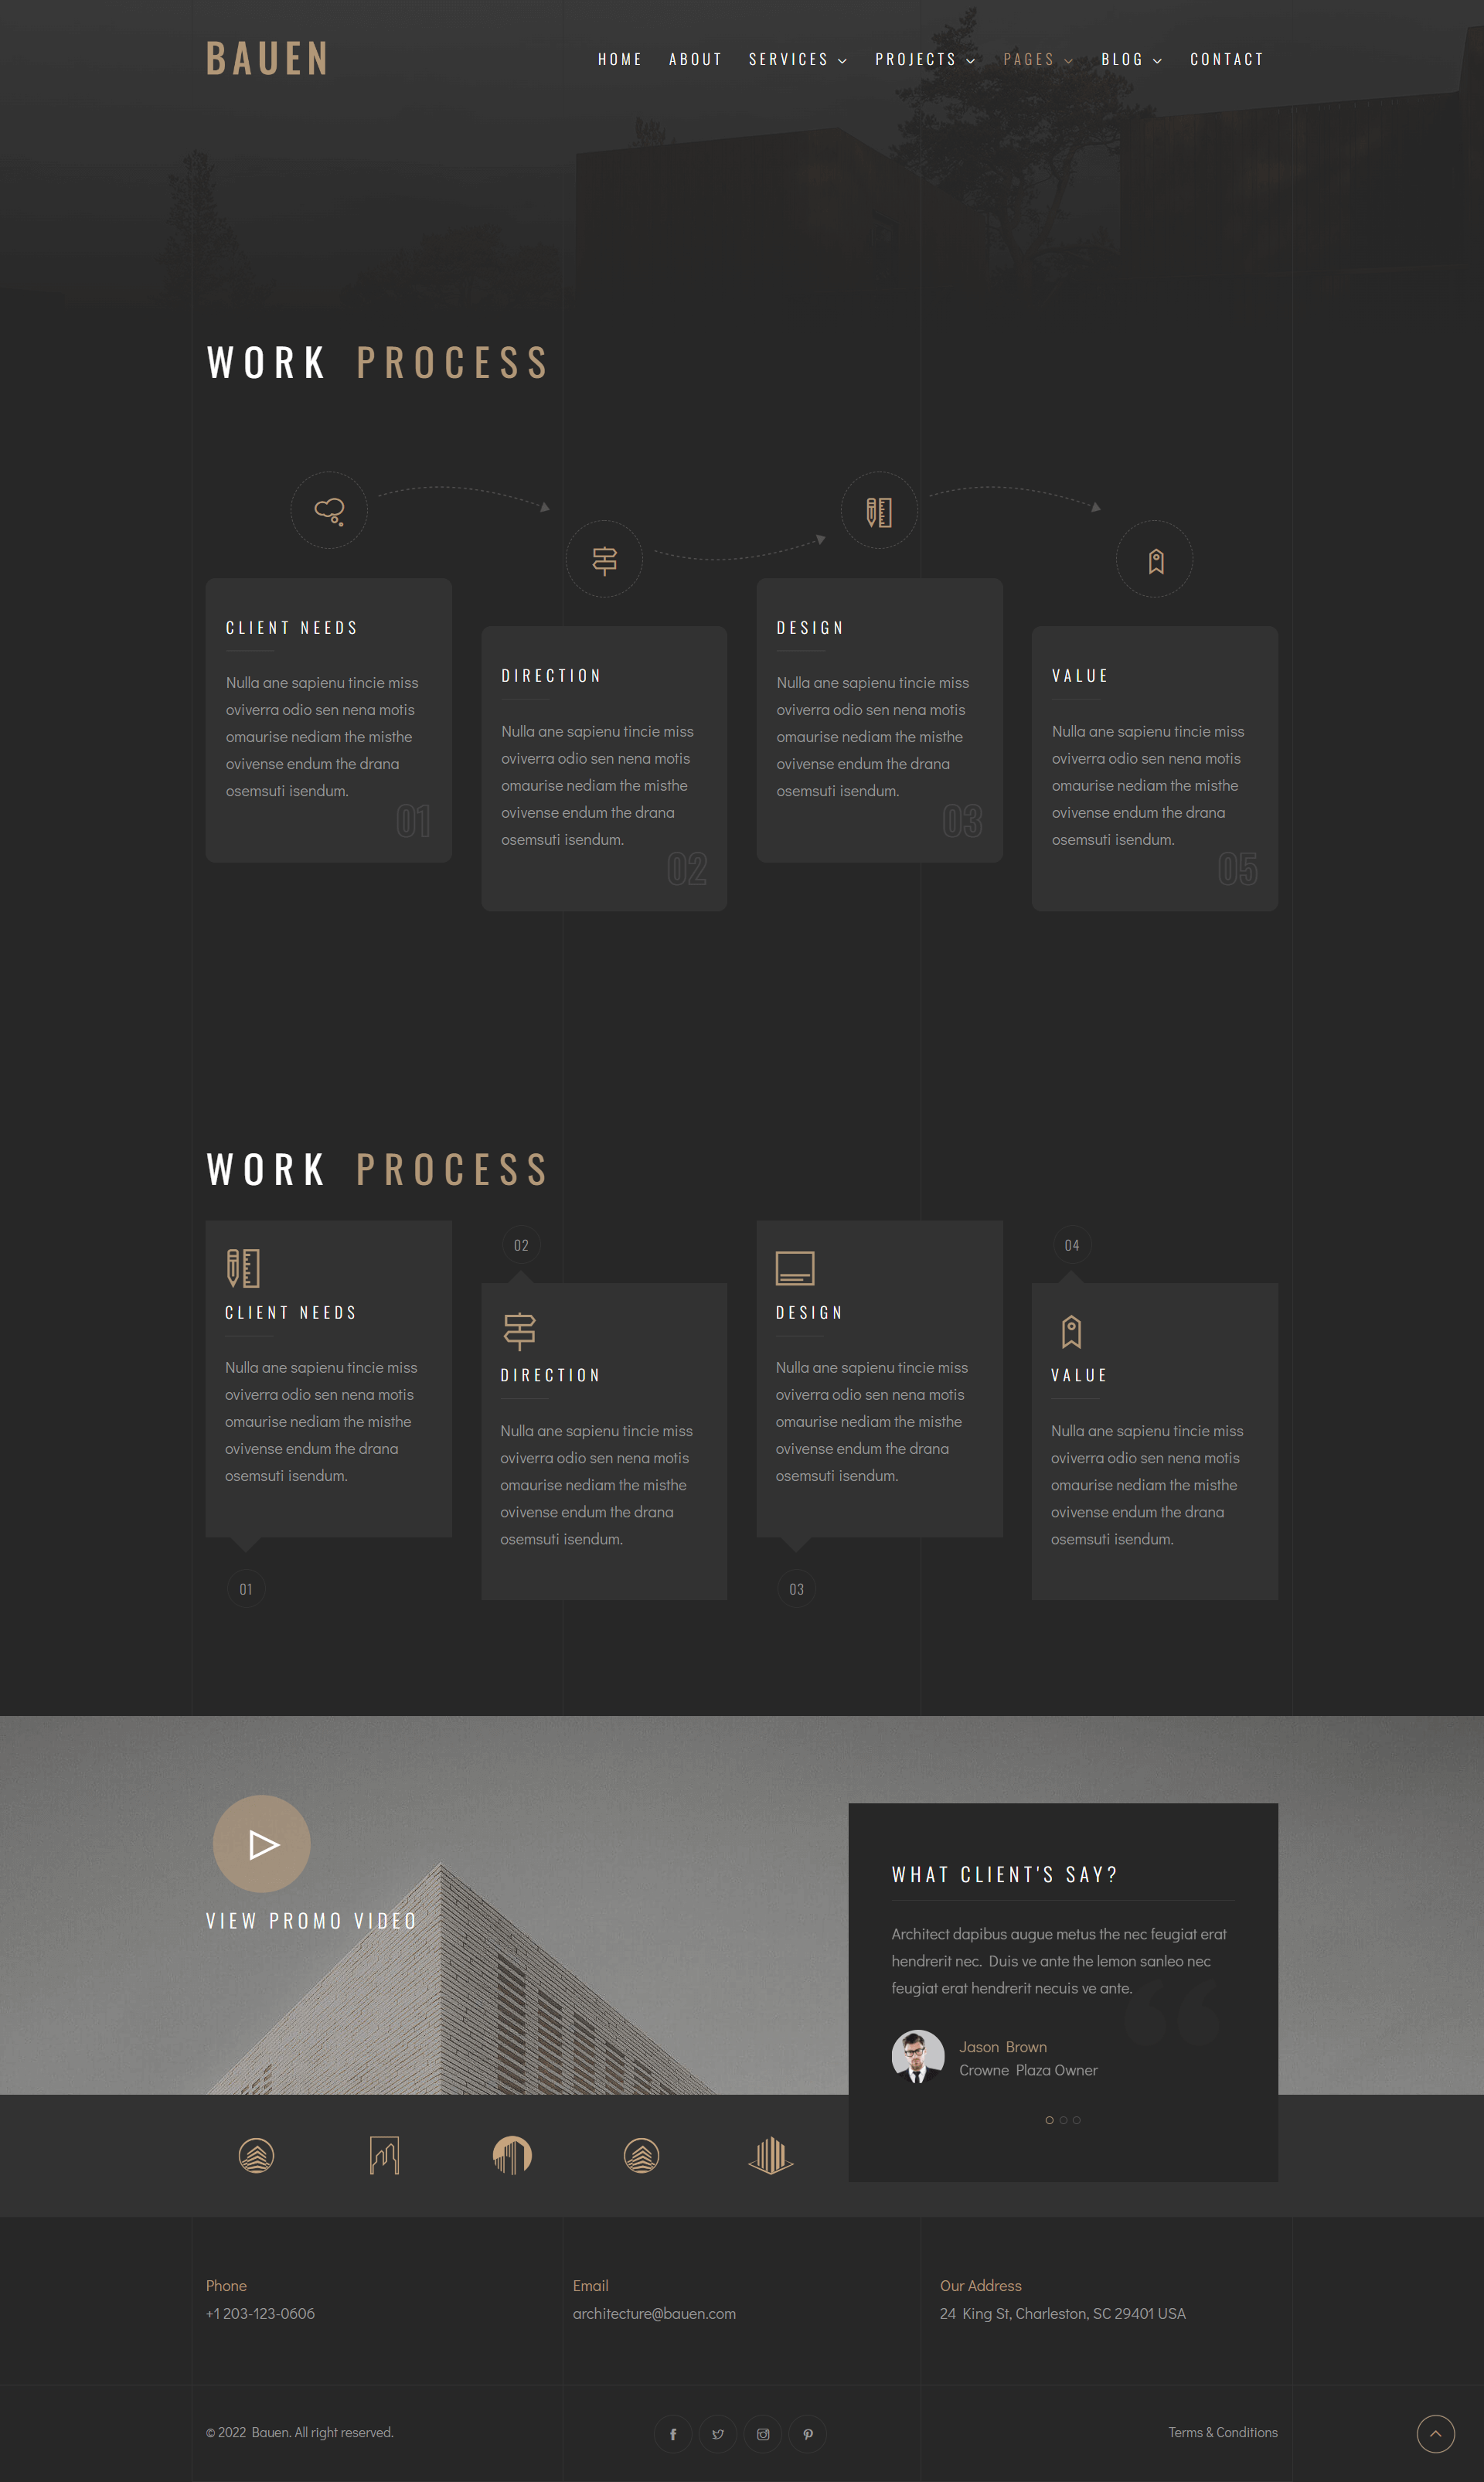 BAUEN
HOME ABOUT SERVICES PROJECTS PAGES BLOG CONTACT
WORK PROCESS
CLIENT NEEDS
Nulla ane sapienu tincie miss
oviverra odio sen nena motis
omaurise nediam the misthe
ovivense endum the drana
osemsuti isendum.
01
DIRECTION
Nulla ane sapienu tincie miss
oviverra odio sen nena motis
omaurise nediam the misthe
ovivense endum the drana
osemsuti isendum.
02
DESIGN
Nulla ane sapienu tincie miss
oviverra odio sen nena motis
omaurise nediam the misthe
ovivense endum the drana
osemsuti isendum.
03
VALUE
Nulla ane sapienu tincie miss
oviverra odio sen nena motis
omaurise nediam the misthe
ovivense endum the drana
osemsuti isendum.
05
WORK PROCESS
CLIENT NEEDS
Nulla ane sapienu tincie miss
oviverra odio sen nena motis
omaurise nediam the misthe
ovivense endum the drana
osemsuti isendum.
01
02
DIRECTION
Nulla ane sapienu tincie miss
oviverra odio sen nena motis
omaurise nediam the misthe
ovivense endum the drana
osemsuti isendum.
DESIGN
Nulla ane sapienu tincie miss
oviverra odio sen nena motis
omaurise nediam the misthe
ovivense endum the drana
osemsuti isendum.
03
04
VALUE
Nulla ane sapienu tincie miss
oviverra odio sen nena motis
omaurise nediam the misthe
ovivense endum the drana
osemsuti isendum.
VIEW PROMO VIDEO
WHAT CLIENT'S SAY?
Architect dapibus augue metus the nec feugiat erat
hendrerit nec. Duis ve ante the lemon sanleo nec
feugiat erat hendrerit necuis ve ante.
Jason Brown
Crowne Plaza Owner
Phone
+1 203-123-0606
Email
architecture@bauen.com
Our Address
24 King St, Charleston, SC 29401 USA
© 2022 Bauen. All right reserved.
Terms & Conditions